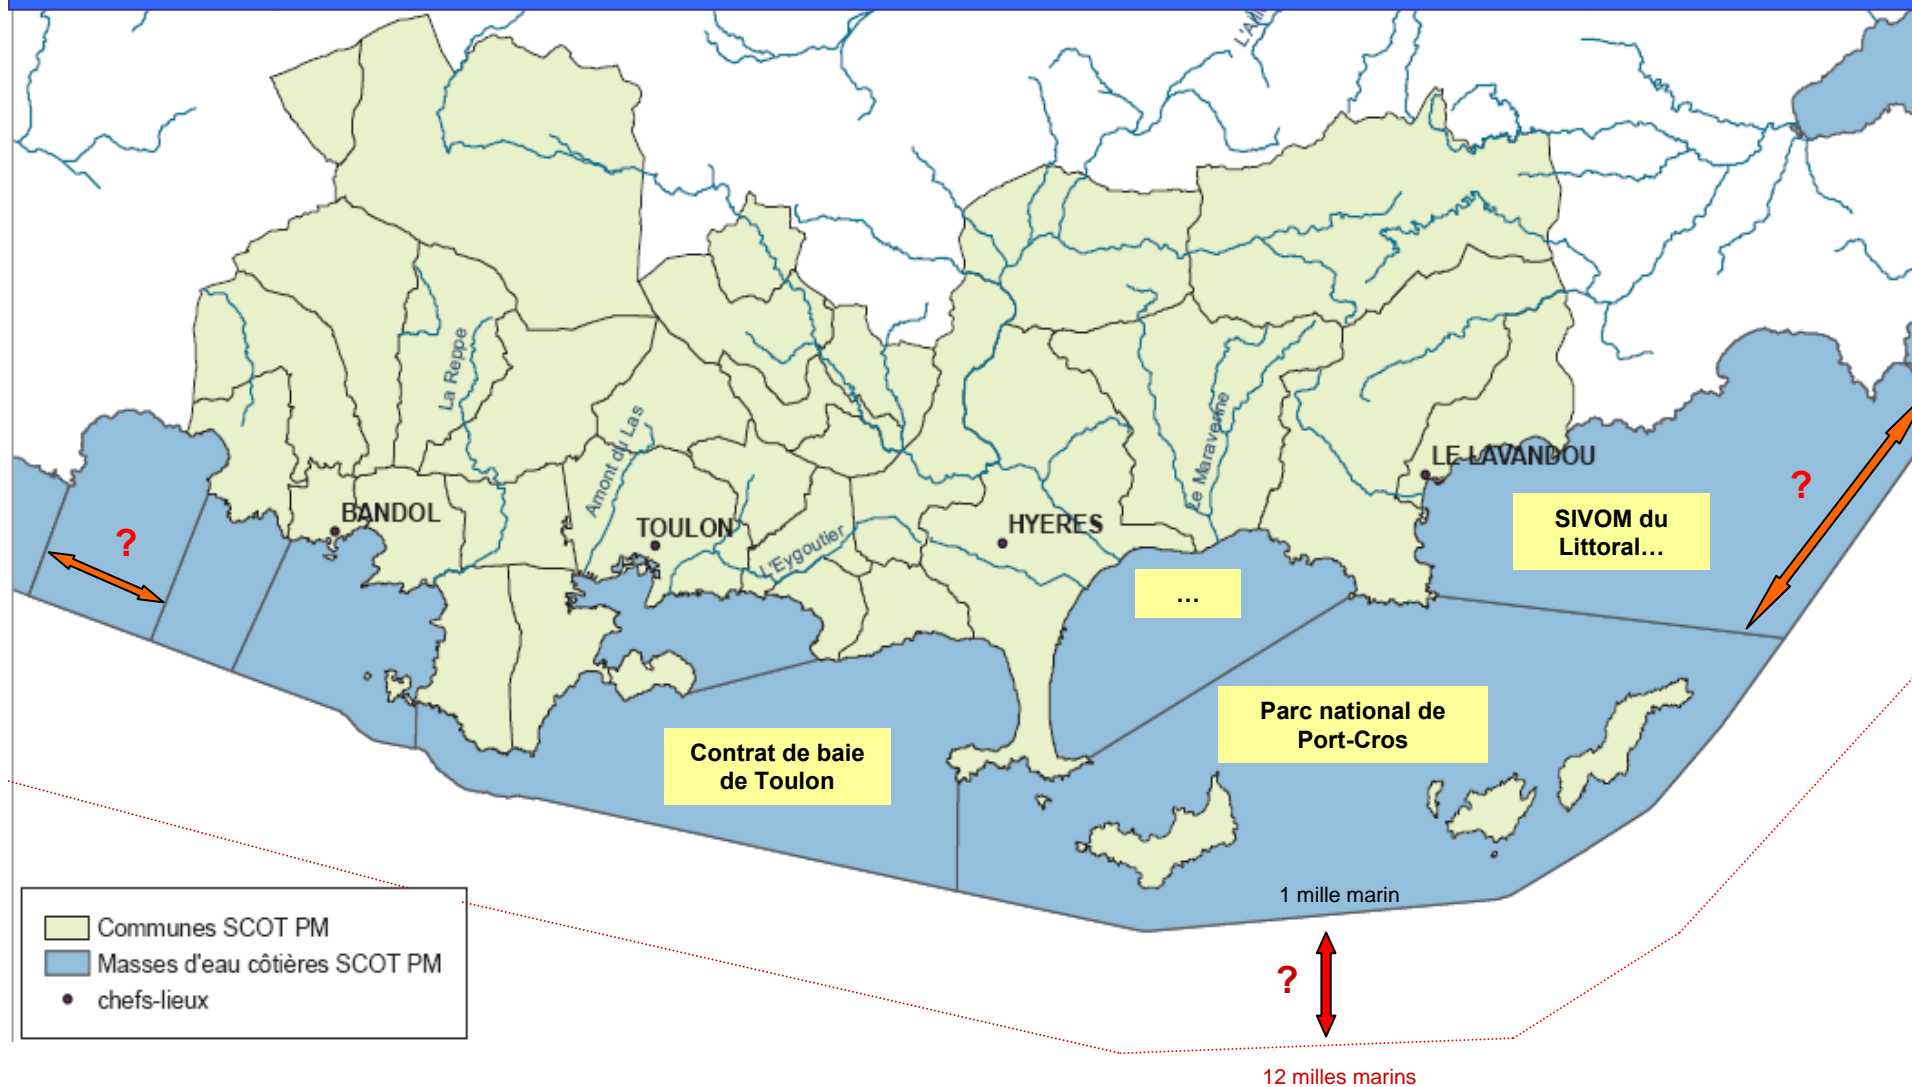 L'A
La Reppe
Amont du Las
Le Maravenne
LE LAVANDOU
?
?
BANDOL
TOULON
HYERES
L'Eygoutier
SIVOM du
Littoral…
…
Parc national de
Port-Cros
Contrat de baie
de Toulon
1 mille marin
?
12 milles marins
Communes SCOT PM
Masses d'eau côtières SCOT PM
chefs-lieux